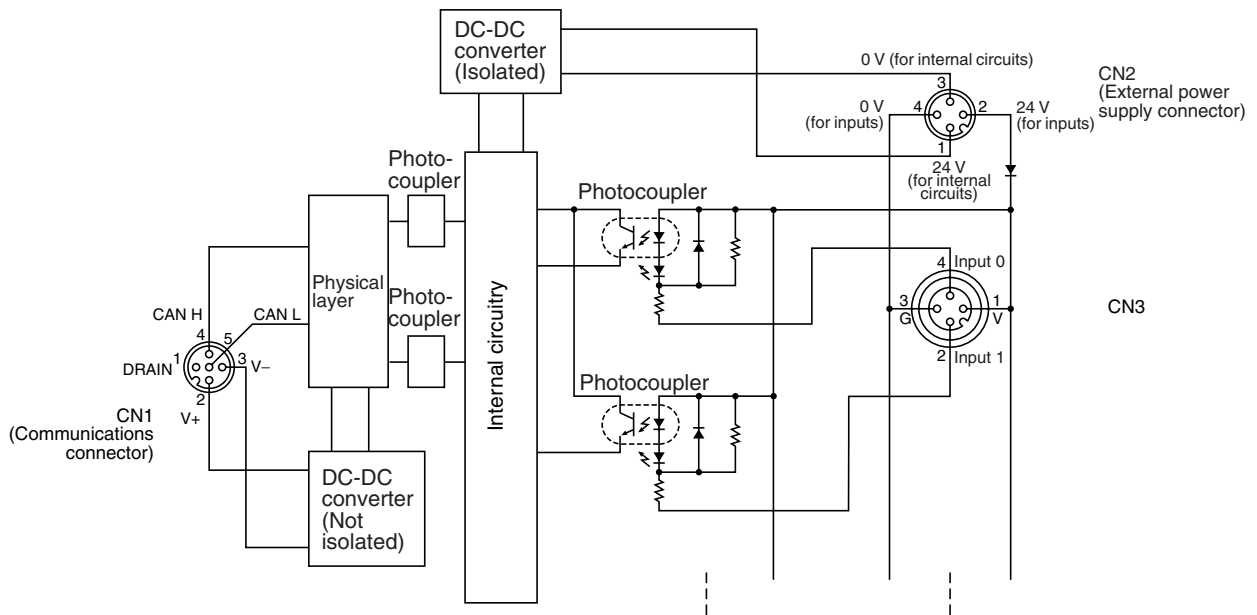 DC-DC
converter
(Isolated)
0 V (for internal circuits)
3
4
2
1
0 V
(for inputs)
24 V
(for inputs)
24 V
(for internal
circuits)
CN2
(External power
supply connector)
Photo-
coupler
Photocoupler
Physical
layer
Photo-
coupler
Internal circuitry
4
Input 0
3
G
1
V
2
Input 1
CN3
CAN H
CAN L
4
5
DRAIN
1
3
V–
2
V+
CN1
(Communications
connector)
Photocoupler
DC-DC
converter
(Not
isolated)